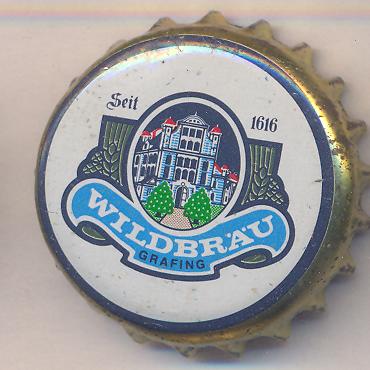 Seit 1616
WILDBRÄU
GRAFING